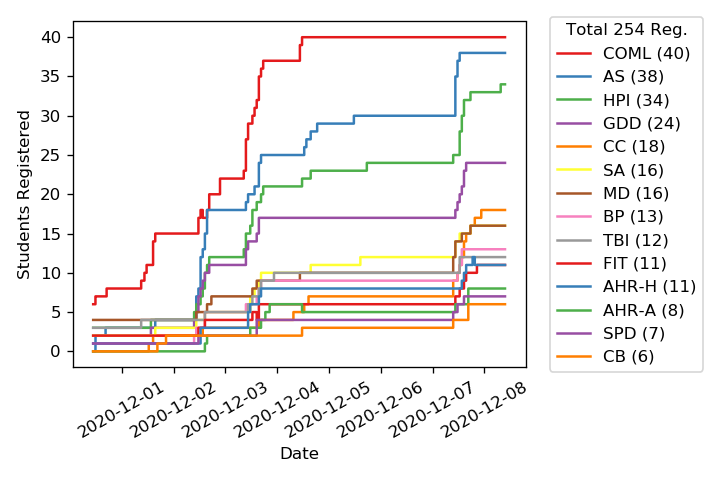 Total 254 Reg.
COML (40)
AS (38)
HPI (34)
GDD (24)
CC (18)
SA (16)
MD (16)
BP (13)
TBI (12)
FIT (11)
AHR-H (11)
AHR-A (8)
SPD (7)
CB (6)
Students Registered
40
35
30
25
20
15
10
5
0
2020-12-01
2020-12-02
2020-12-03
2020-12-04
2020-12-05
2020-12-06
2020-12-07
2020-12-08
Date